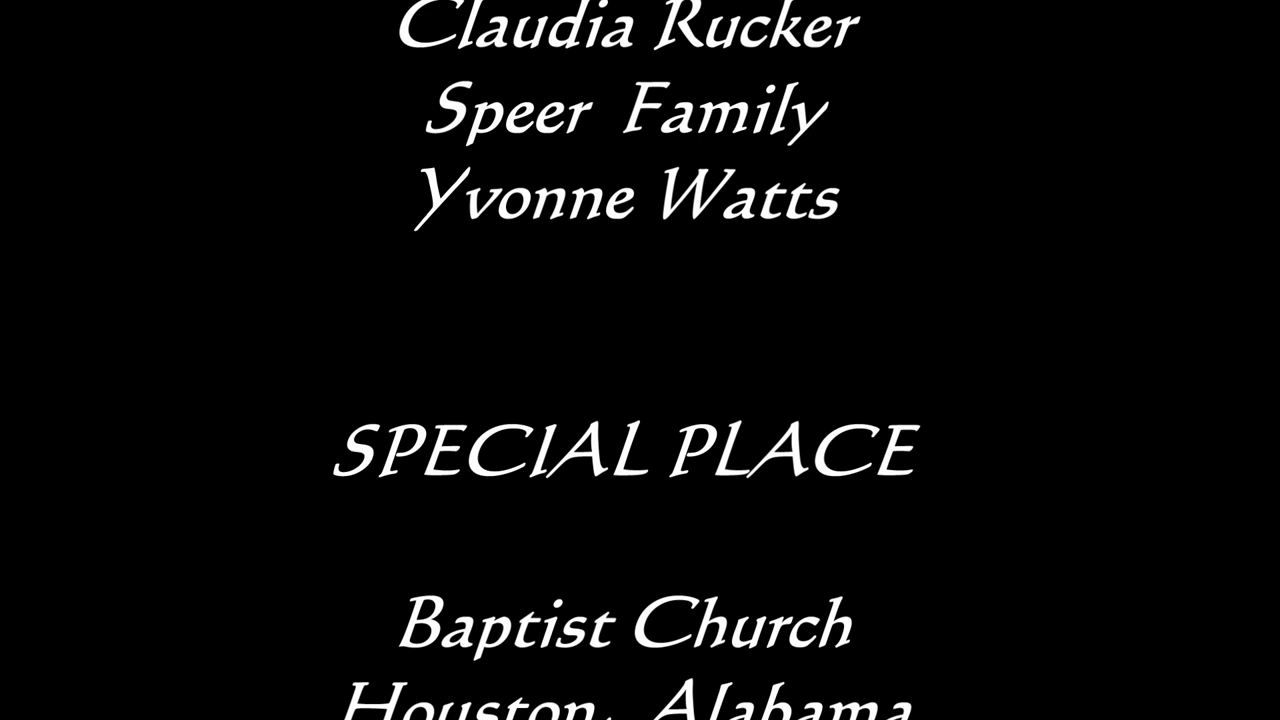 Claudia Rucker
Speer Family
Yvonne Watts
SPECIAL PLACE
Baptist Church
Houston, Alabama